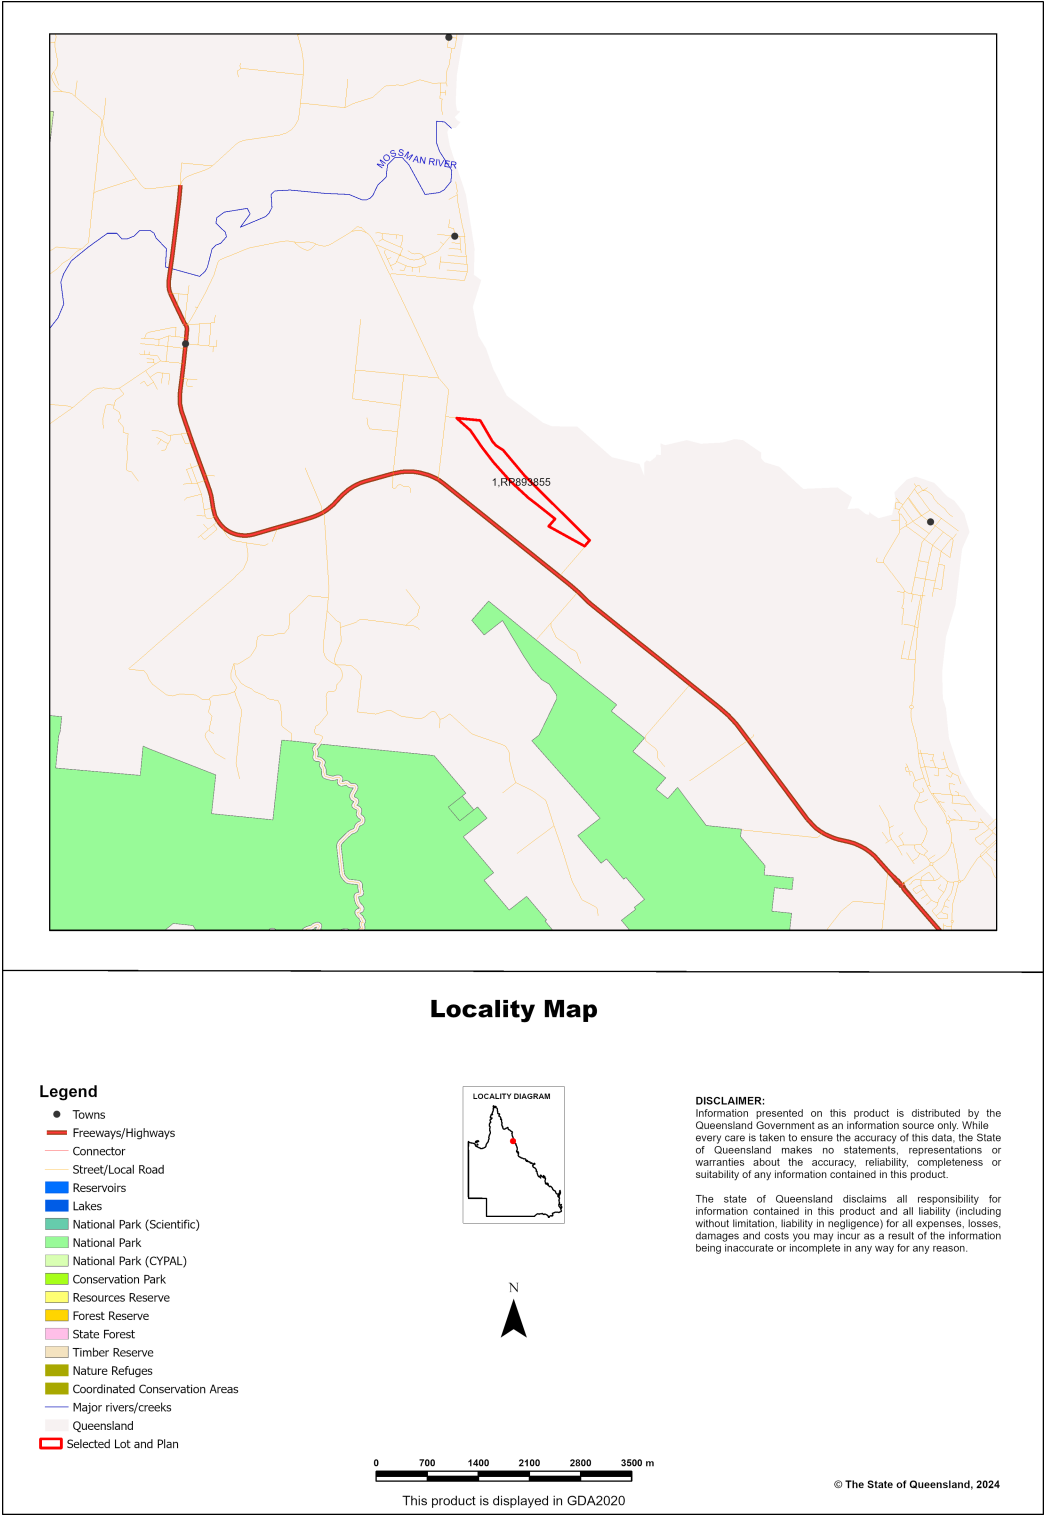 MOSSMAN RIVER
1,RP893855
Locality Map
Legend
Towns
Freeways/Highways
Connector
Street/Local Road
Reservoirs
Lakes
National Park (Scientific)
National Park
National Park (CYPAL)
Conservation Park
Resources Reserve
Forest Reserve
State Forest
Timber Reserve
Nature Refuges
Coordinated Conservation Areas
Major rivers/creeks
Queensland
Selected Lot and Plan
LOCALITY DIAGRAM
N
0 700 1400 2100 2800 3500 m
This product is displayed in GDA2020
DISCLAIMER:
Information presented on this product is distributed by the
Queensland Government as an information source only. While
every care is taken to ensure the accuracy of this data, the State
of Queensland makes no statements, representations or
warranties about the accuracy, reliability, completeness or
suitability of any information contained in this product.
The state of Queensland disclaims all responsibility for
information contained in this product and all liability (including
without limitation, liability in negligence) for all expenses, losses,
damages and costs you may incur as a result of the information
being inaccurate or incomplete in any way for any reason.
© The State of Queensland, 2024